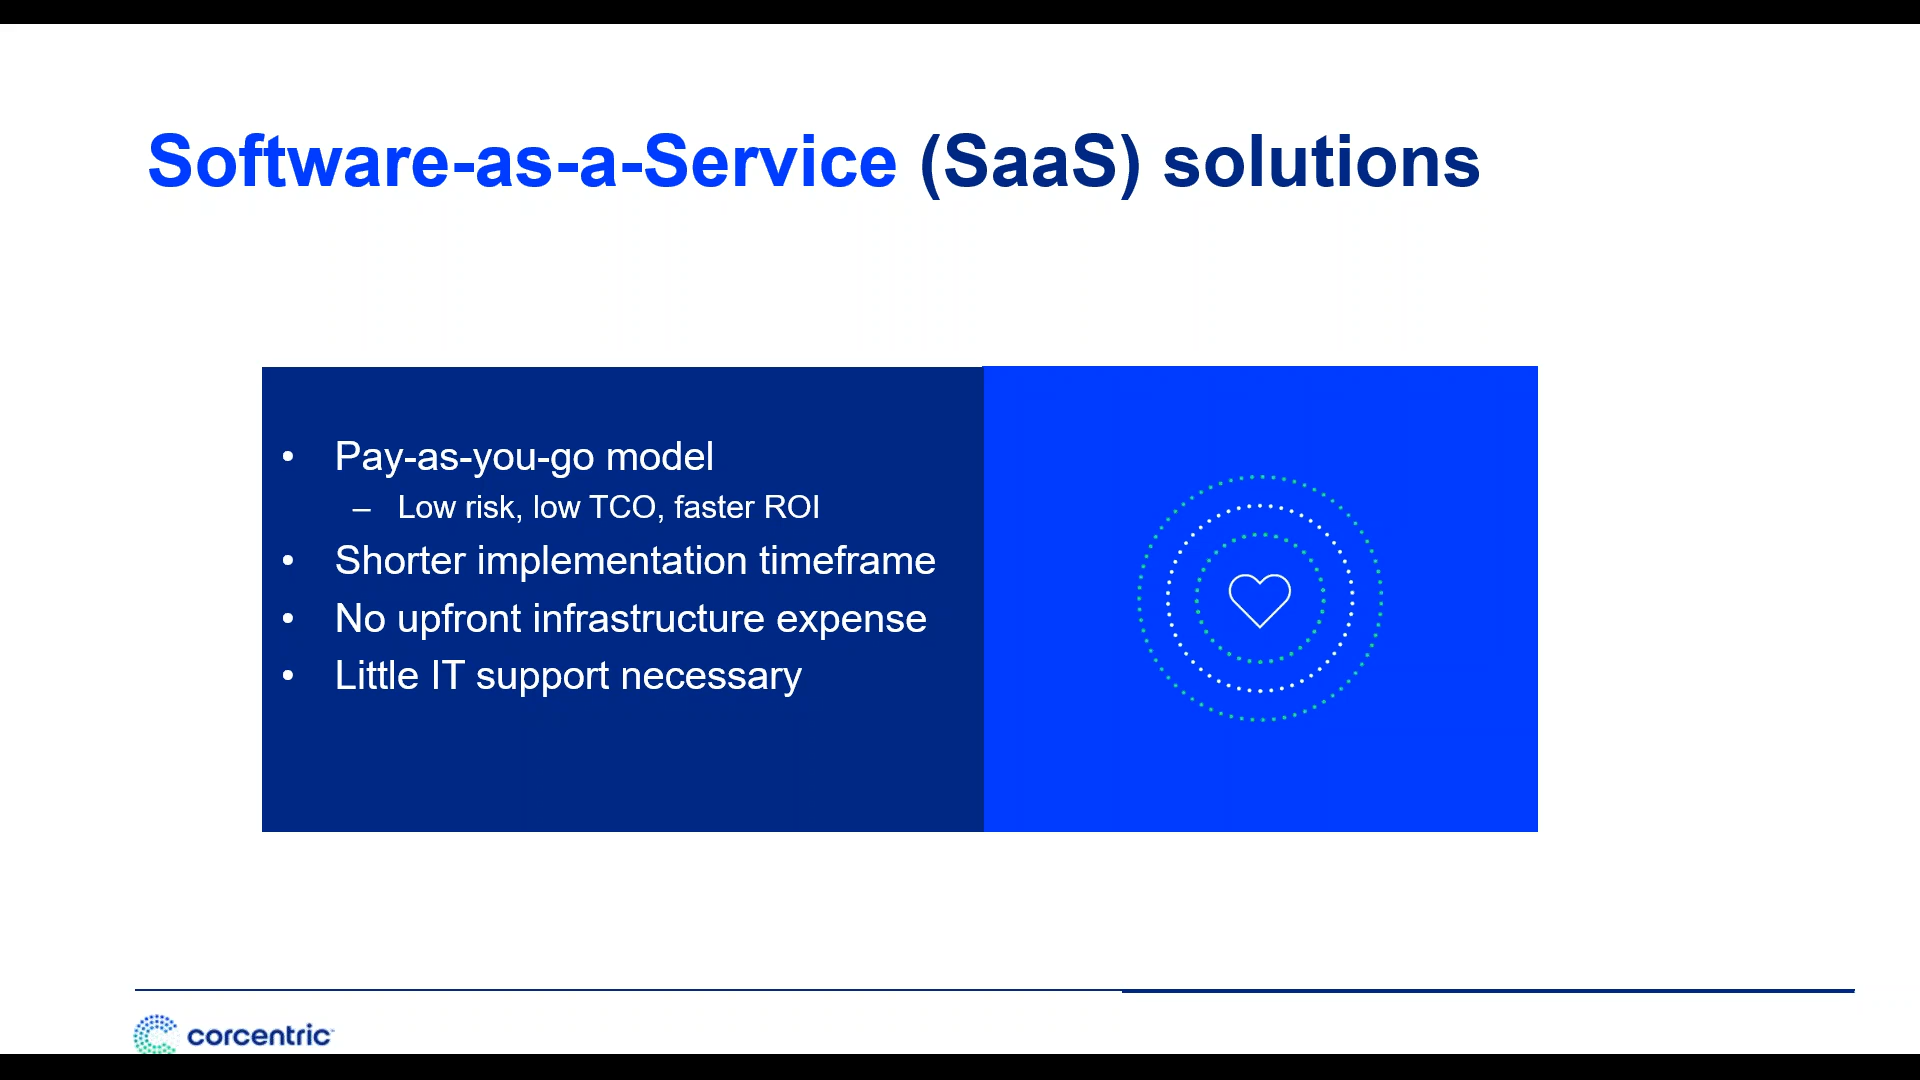 Software-as-a-Service (SaaS) solutions
• Pay-as-you-go model
– Low risk, low TCO, faster ROI
• Shorter implementation timeframe
• No upfront infrastructure expense
• Little IT support necessary
corcentric